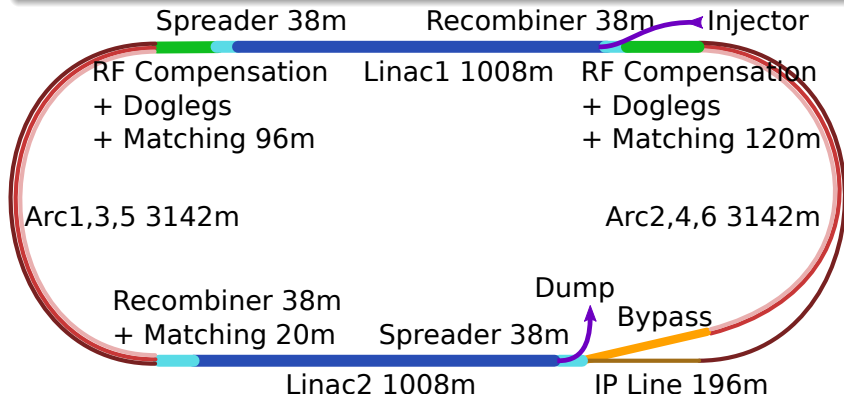 Spreader 38m
Recombiner 38m
Injector
RF Compensation
+ Doglegs
+ Matching 96m
Linac1 1008m
RF Compensation
+ Doglegs
+ Matching 120m
Arc1,3,5 3142m
Arc2,4,6 3142m
Recombiner 38m
+ Matching 20m
Spreader 38m
Dump
Bypass
Linac2 1008m
IP Line 196m